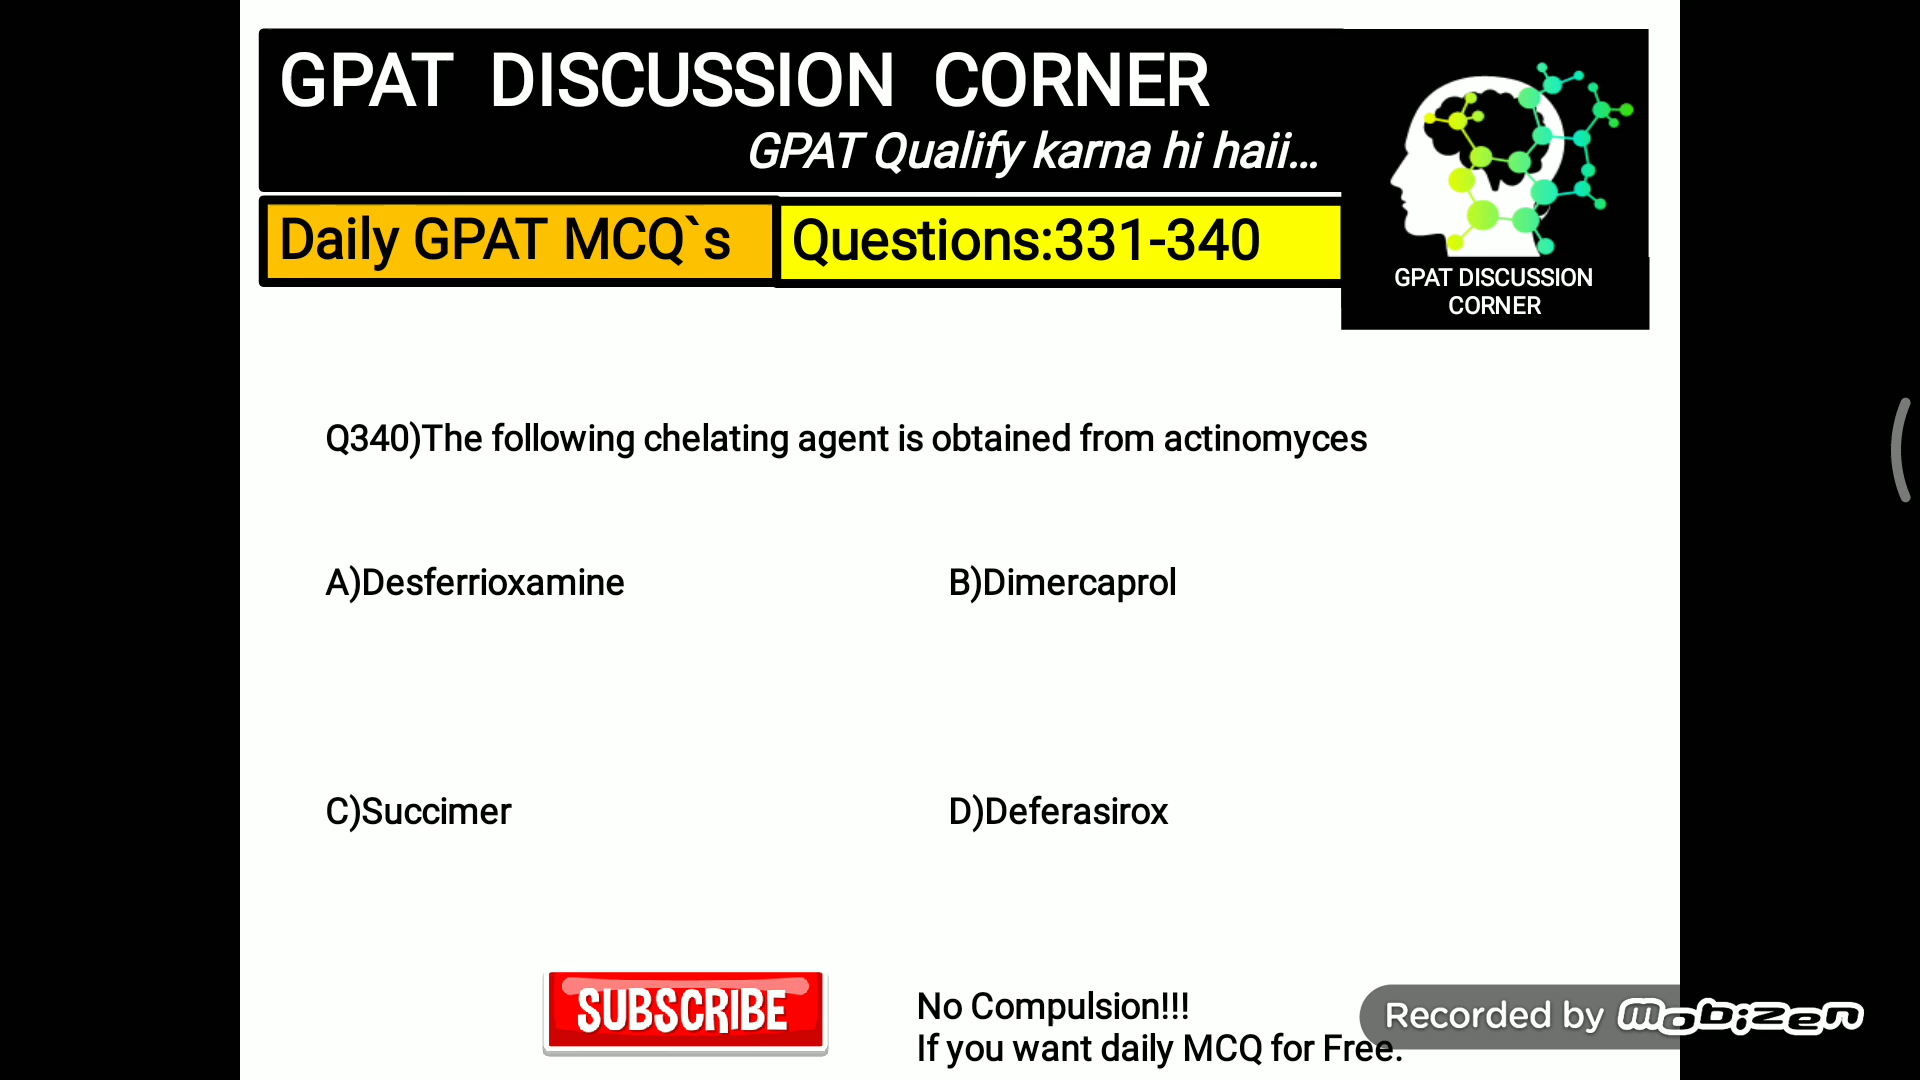 GPAT DISCUSSION CORNER
GPAT Qualify karna hi haii...
Daily GPAT MCQ`s
Questions:331-340
GPAT DISCUSSION
CORNER
Q340)The following chelating agent is obtained from actinomyces
A)Desferrioxamine
B)Dimercaprol
C)Succimer
D)Deferasirox
SUBSCRIBE
No Compulsion!!!
If you want daily MCQ for Free.
Recorded by mobizen